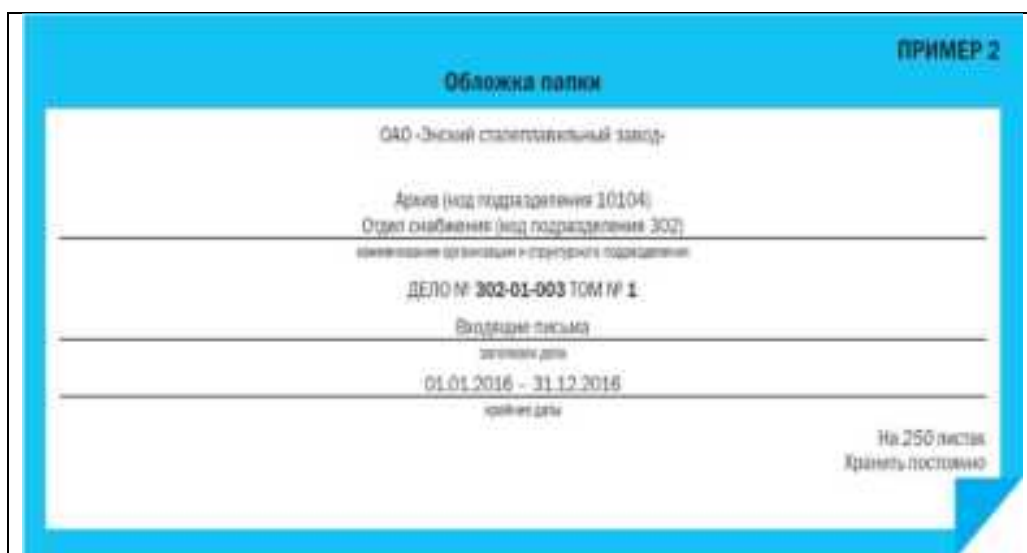 ПРИМЕР 2
Обложка папки
ОАО «Энский сталеплавильный завод»
Архив (код подразделения 10104)
Отдел снабжения (код подразделения 302)
наименование организации и структурного подразделения
ДЕЛО № 302-01-003 ТОМ № 1
Входящие письма
заголовок дела
01.01.2016 – 31.12.2016
крайние даты
На 250 листах
Хранить постоянно